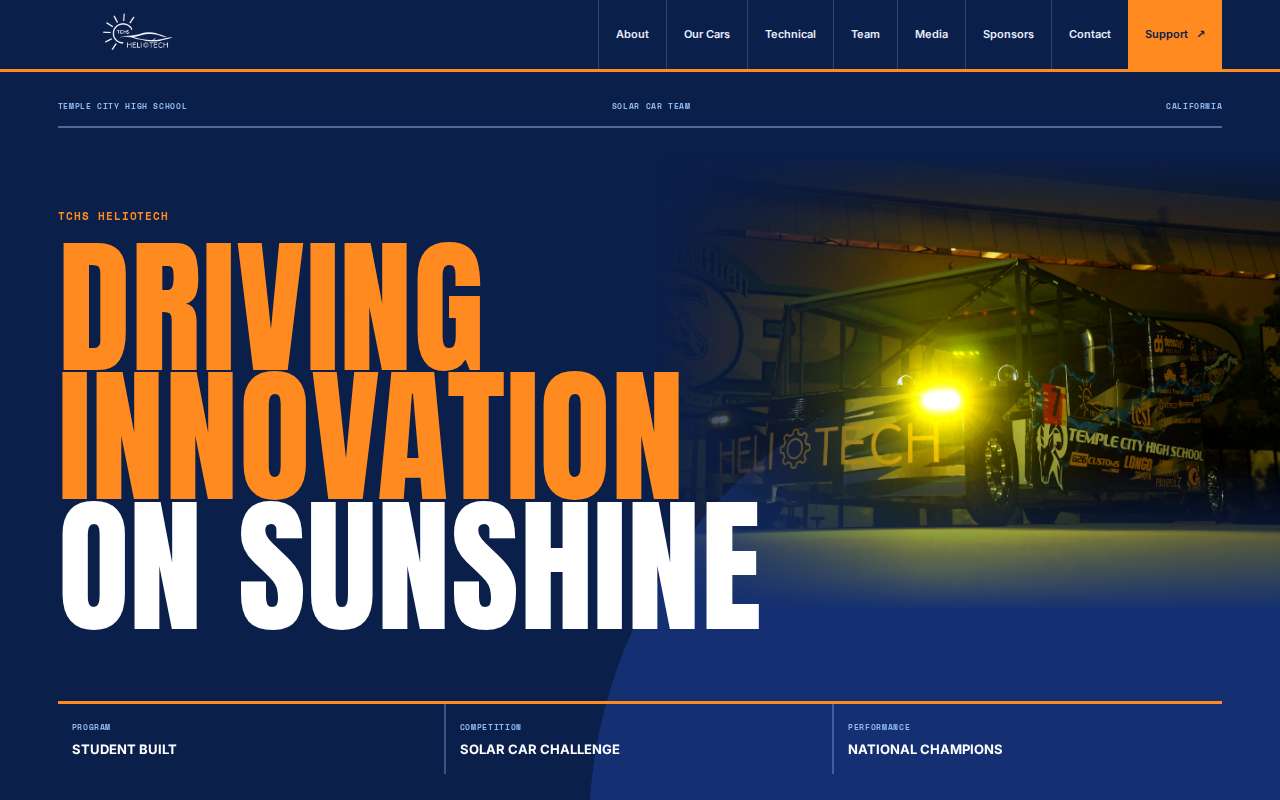 TCHS
HELIOTECH
About
Our Cars
Technical
Team
Media
Sponsors
Contact
Support ↗
TEMPLE CITY HIGH SCHOOL
SOLAR CAR TEAM
CALIFORNIA
TCHS HELIOTECH
DRIVING
INNOVATION
ON SUNSHINE
HELIOTECH
TEMPLE CITY HIGH SCHOOL
CUSTOMS
LONGO
PROGRAM
STUDENT BUILT
COMPETITION
SOLAR CAR CHALLENGE
PERFORMANCE
NATIONAL CHAMPIONS